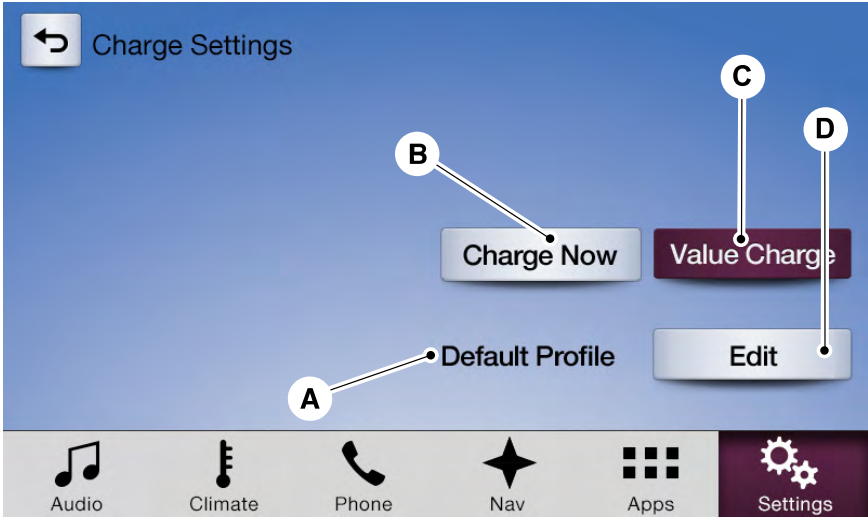 Charge Settings
C
D
B
Charge Now
Value Charge
Default Profile
Edit
A
Audio
Climate
Phone
Nav
Apps
Settings